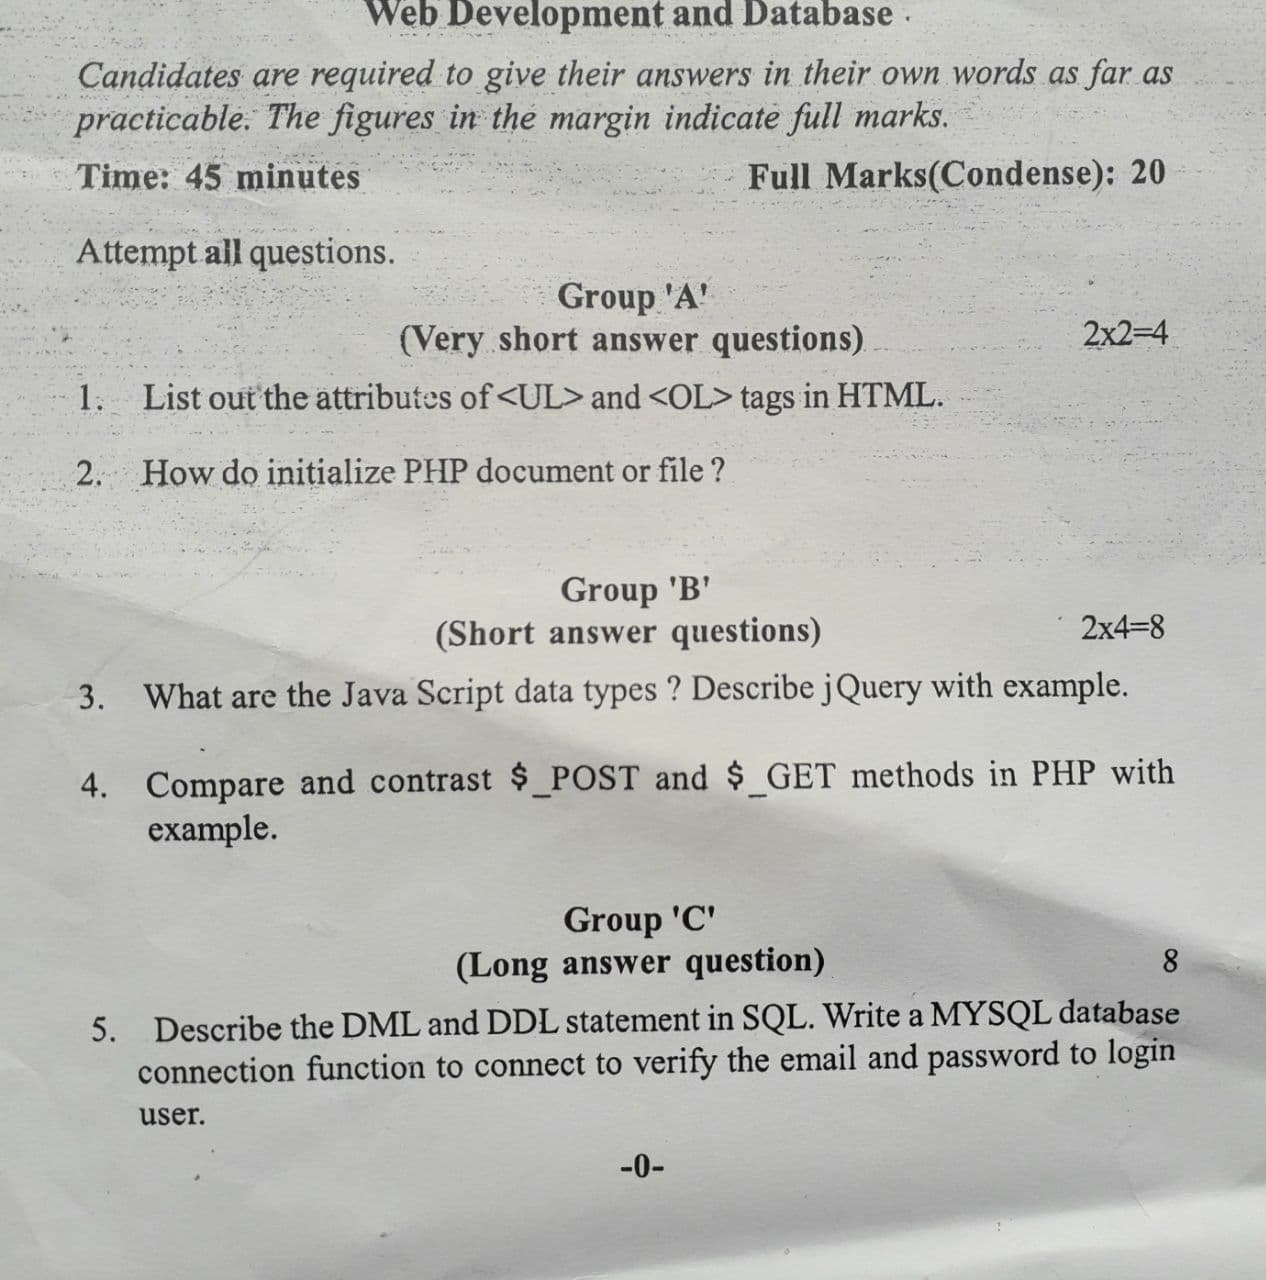 Web Development and Database
Candidates are required to give their answers in their own words as far as
practicable. The figures in the margin indicate full marks.
Time: 45 minutes Full Marks(Condense): 20
Attempt all questions.
Group 'A'
(Very short answer questions) 2x2=4
1. List out the attributes of <UL> and <OL> tags in HTML.
2. How do initialize PHP document or file ?
Group 'B'
(Short answer questions) 2x4=8
3. What are the Java Script data types ? Describe jQuery with example.
4. Compare and contrast $_POST and $_GET methods in PHP with
example.
Group 'C'
(Long answer question) 8
5. Describe the DML and DDL statement in SQL. Write a MYSQL database
connection function to connect to verify the email and password to login
user.
-0-